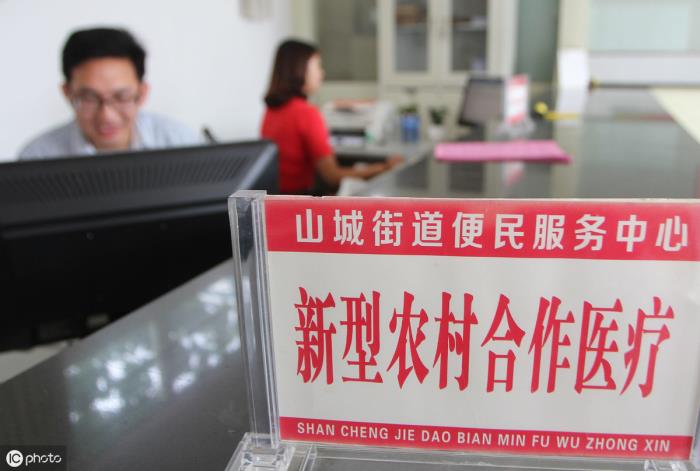 山城街道便民服务中心
新型农村合作医疗
SHAN CHENG JIE DAO BIAN MIN FU WU ZHONG XIN
iC photo